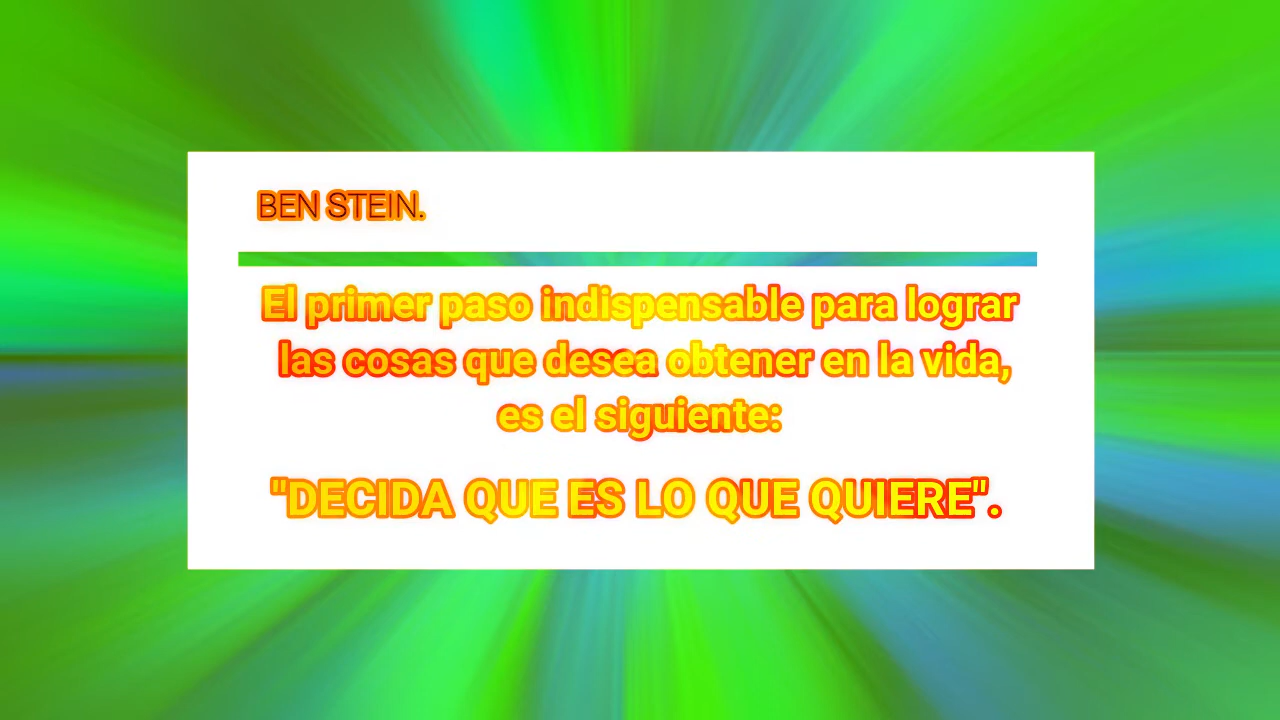 BEN STEIN.
El primer paso indispensable para lograr
las cosas que desea obtener en la vida,
es el siguiente:
"DECIDA QUE ES LO QUE QUIERE".